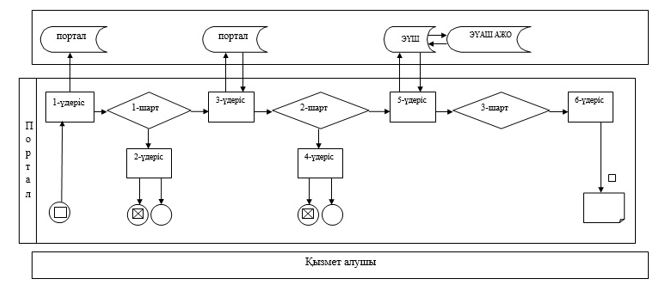 портал
портал
ЭҮШ
ЭҮАШ АЖО
Портал
1-үдеріс
1-шарт
3-үдеріс
2-шарт
5-үдеріс
3-шарт
6-үдеріс
2-үдеріс
4-үдеріс
Қызмет алушы